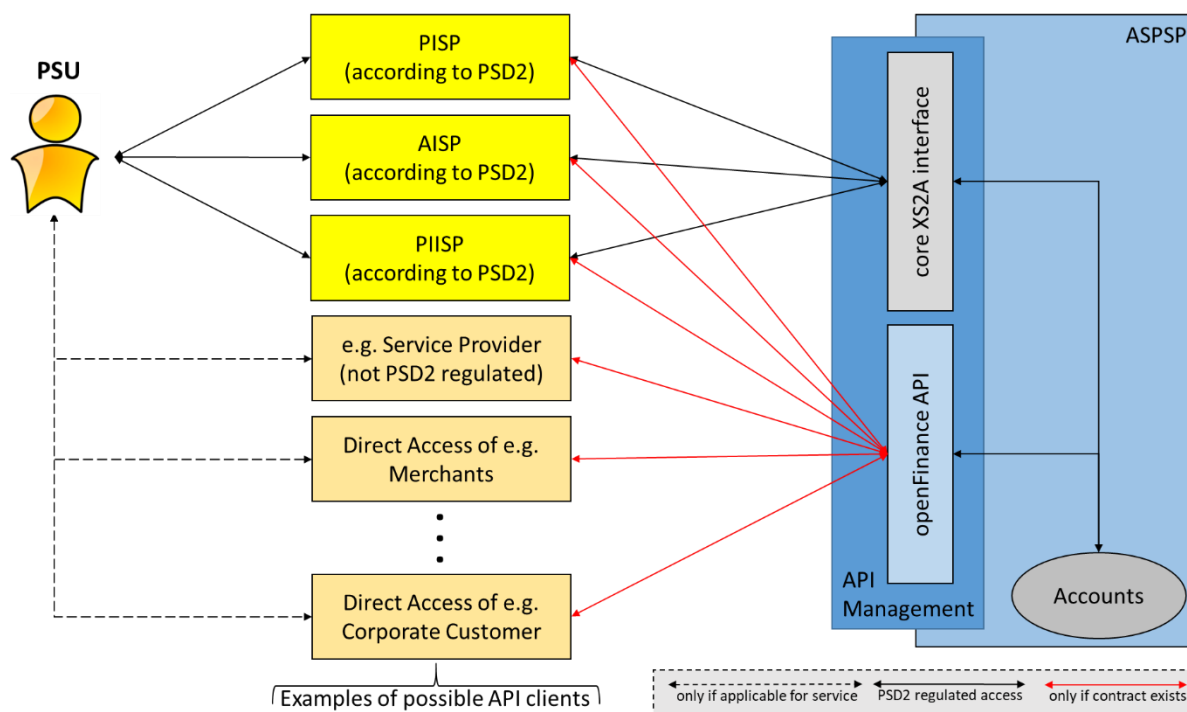 PSU
PISP
(according to PSD2)
AISP
(according to PSD2)
PIISP
(according to PSD2)
e.g. Service Provider
(not PSD2 regulated)
Direct Access of e.g.
Merchants
Direct Access of e.g.
Corporate Customer
Examples of possible API clients
ASPSP
core XS2A interface
openFinance API
API
Management
Accounts
only if applicable for service
PSD2 regulated access
only if contract exists